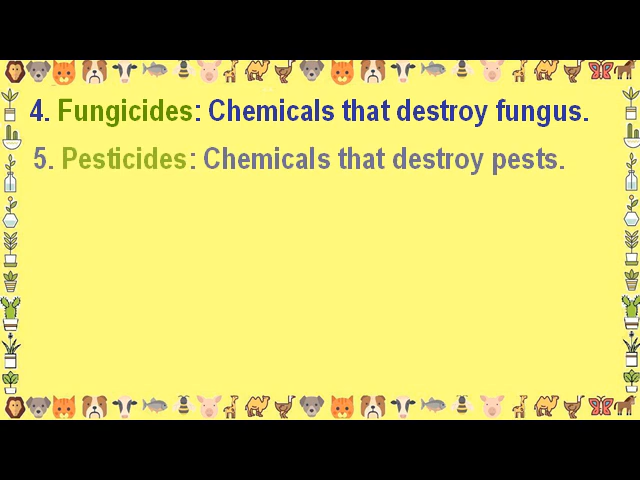 4. Fungicides: Chemicals that destroy fungus.
5. Pesticides: Chemicals that destroy pests.